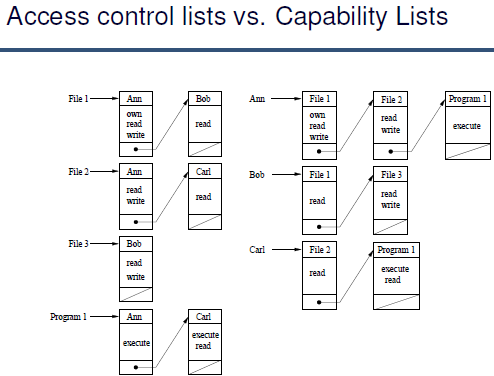 Access control lists vs. Capability Lists
File 1
Ann
own
read
write
Bob
read
File 2
Ann
read
write
Carl
read
File 3
Bob
read
write
Program 1
Ann
execute
Carl
execute
read
Ann
File 1
own
read
write
File 2
read
write
Program 1
execute
Bob
File 1
read
File 3
read
write
Carl
File 2
read
Program 1
execute
read